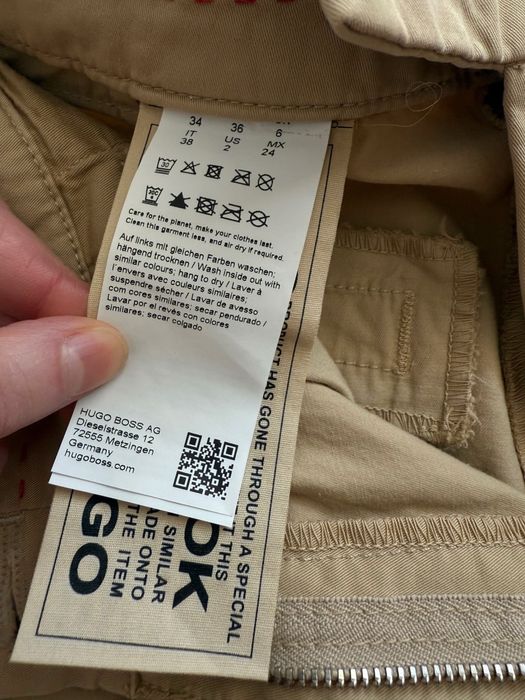 34 36 6
IT US MX
38 2 24
Care for the planet, make your clothes last.
Clean this garment less, and air dry if required.
Auf links mit gleichen Farben waschen;
hängend trocknen / Wash inside out with
similar colours; hang to dry / Laver à
l'envers avec couleurs similaires;
suspendre sécher / Lavar de avesso
com cores similares; secar pendurado /
Lavar por el revés con colores
similares; secar colgado
HUGO BOSS AG
Dieselstrasse 12
72555 Metzingen
Germany
hugoboss.com
PRODUCT HAS GONE THROUGH A SPECIAL
T THIS
OK
SIMILAR
ADE ONTO
THE ITEM
GO